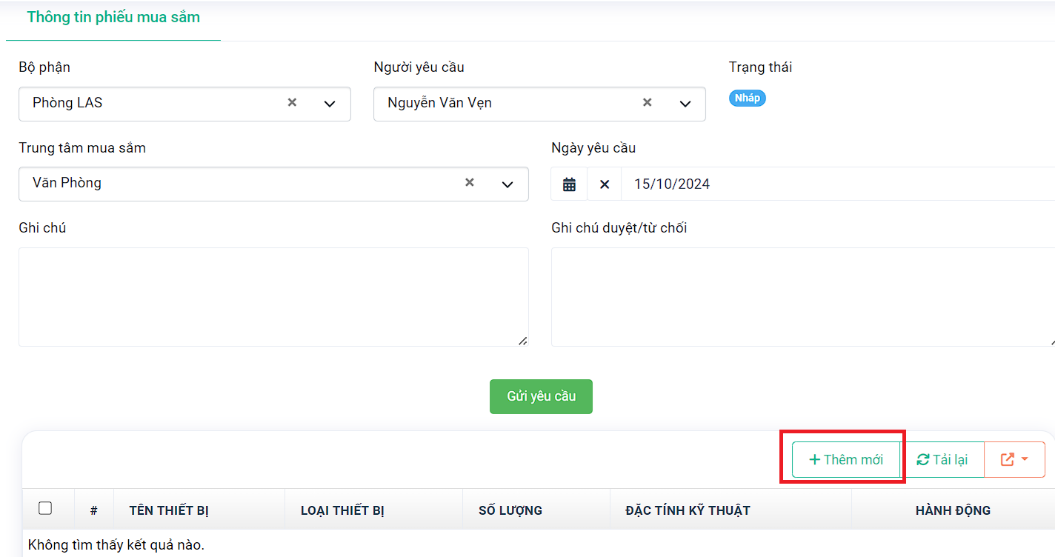 Thông tin phiếu mua sắm
Bộ phận Người yêu cầu Trạng thái
Phòng LAS Nguyễn Văn Vẹn Nháp
Trung tâm mua sắm Ngày yêu cầu
Văn Phòng 15/10/2024
Ghi chú Ghi chú duyệt/từ chối
Gửi yêu cầu
Thêm mới Tải lại
# TÊN THIẾT BỊ LOẠI THIẾT BỊ SỐ LƯỢNG ĐẶC TÍNH KỸ THUẬT HÀNH ĐỘNG
Không tìm thấy kết quả nào.